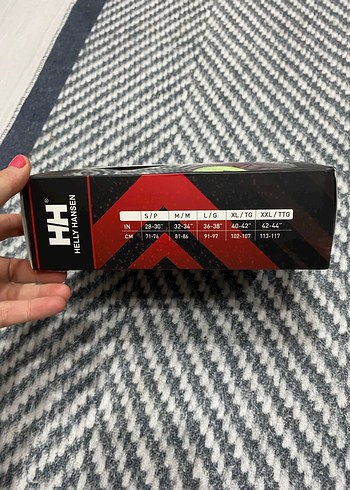 HH®
HELLY HANSEN
S/P M/M L/G XL/TG XXL/TTG
IN 28-30" 32-34" 36-38" 40-42" 42-44"
CM 71-76 81-86 91-97 102-107 113-117